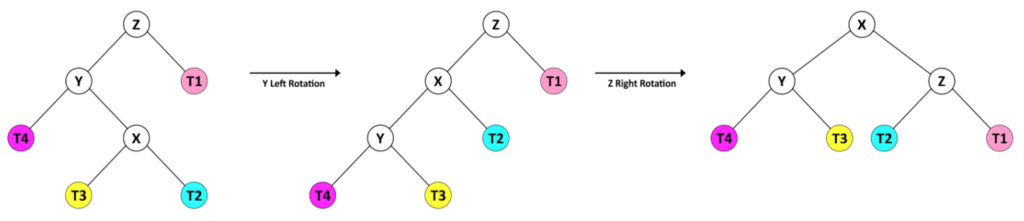 Z
Z
X
Y
T1
Y Left Rotation
X
T1
Z Right Rotation
Y
Z
T4
X
Y
T2
T4
T3
T2
T1
T3
T2
T4
T3